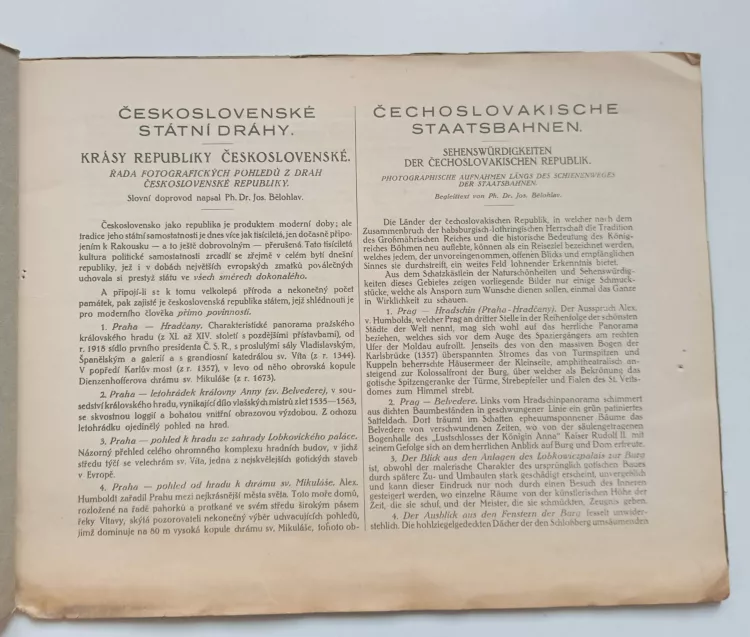 ČESKOSLOVENSKÉ
STÁTNÍ DRÁHY.
KRÁSY REPUBLIKY ČESKOSLOVENSKÉ.
ŘADA FOTOGRAFICKÝCH POHLEDŮ Z DRAH
ČESKOSLOVENSKÉ REPUBLIKY.
Slovní doprovod napsal Ph. Dr. Jos. Bělohlav.
Československo jako republika je produktem moderní doby; ale
tradice jeho státní samostatnosti je dnes více jak tisíciletá, jen dočasně připo-
jením k Rakousku — a to ještě dobrovolným — přerušená. Tato tisíciletá
kultura politické samostatnosti zrcadlí se zřejmě v celém bytí dnešní
republiky, jež i v dobách největších evropských zmatků poválečných
uchovala si prestyž státu ve všech směrech dokonalého.
A připojí-li se k tomu velkolepá příroda a nekonečný počet
památek, pak zajisté je československá republika státem, jejž shlédnouti je
pro moderního člověka přímo povinností.
1. Praha — Hradčany. Charakteristické panorama pražského
královského hradu (z XI. až XIV. století s pozdějšími přístavbami), od
r. 1918 sídlo prvního presidenta Č. S. R., s proslulými sály Vladislavským,
Španělským a galerií a s grandiosní katedrálou sv. Víta (z r. 1344).
V popředí Karlův most (z r. 1357), v levo od něho obrovská kopule
Dienzenhofferova chrámu sv. Mikuláše (z r. 1673).
2. Praha — letohrádek královny Anny (zv. Belvedere), v sou-
sedství královského hradu, vynikající dílo vlašských mistrů z let 1535—1563,
se skvostnou loggií a bohatou vnitřní obrazovou výzdobou. Z ochozu
letohrádku ojedinělý pohled na hrad.
3. Praha — pohled k hradu ze zahrady Lobkovického paláce.
Názorný přehled celého ohromného komplexu hradních budov, v jichž
středu tyčí se velechrám sv. Víta, jedna z nejskvělejších gotických staveb
v Evropě.
4. Praha — pohled od hradu k chrámu sv. Mikuláše. Alex.
Humboldt zařadil Prahu mezi nejkrásnější města světa. Toto moře domů,
rozložené na řadě pahorků a protkané ve svém středu širokým pásem
řeky Vltavy, skýtá pozorovateli nekonečný výběr uchvacujících pohledů,
jimž dominuje na 80 m vysoká kopule chrámu sv. Mikuláše, tohoto ob-
ČECHOSLOVAKISCHE
STAATSBAHNEN.
SEHENSWÜRDIGKEITEN
DER ČECHOSLOVAKISCHEN REPUBLIK.
PHOTOGRAPHISCHE AUFNAHMEN LÄNGS DES SCHIENENWEGES
DER STAATSBAHNEN.
Begleittext von Ph. Dr. Jos. Bělohlav.
Die Länder der čechoslovakischen Republik, in welcher nach dem
Zusammenbruch der habsburgisch-lothringischen Herrschaft die Tradition
des Großmährischen Reiches und die historische Bedeutung des König-
reiches Böhmen neu auflebte, können als ein Reiseziel bezeichnet werden,
welches jedem, der unvoreingenommen, offenen Blicks und empfänglichen
Sinnes sie durchstreift, ein weites Feld lohnender Erkenntnis bietet.
Aus dem Schatzkästlein der Naturschönheiten und Sehenswürdig-
keiten dieses Gebietes zeigen vorliegende Bilder nur einige Schmuck-
stücke, welche als Ansporn zum Wunsche dienen sollen, einmal das Ganze
in Wirklichkeit zu schauen.
1. Prag — Hradschin (Praha-Hradčany). Der Ausspruch Alex.
v. Humbolds, welcher Prag an dritter Stelle in der Reihenfolge der schönsten
Städte der Welt nennt, mag sich wohl auf das herrliche Panorama
beziehen, welches sich vor dem Auge des Spaziergängers am rechten
Ufer der Moldau aufrollt. Jenseits des von den massiven Bogen der
Karlsbrücke (1357) überspannten Stromes das von Turmspitzen und
Kuppeln beherrschte Häusermeer der Kleinseite, amphitheatralisch an-
steigend zur Kolossalfront der Burg, über welcher als Bekrönung das
gotische Spitzengeranke der Türme, Strebepfeiler und Fialen des St. Veits-
domes zum Himmel strebt.
2. Prag — Belvedere. Links vom Hradschinpanorama schimmert
aus dichten Baumbeständen in geschwungener Linie ein grün patiniertes
Satteldach. Dort träumt im Schatten epheuumsponnener Bäume das
Belvedere von verschwundenen Zeiten, wo von der säulengetragenen
Bogenhalle des „Lustschlosses der Königin Anna“ Kaiser Rudolf II. mit
seinem Gefolge sich an dem herrlichen Anblick auf Burg und Dom erfreute.
3. Der Blick aus den Anlagen des Lobkowiczpalais zur Burg
ist, obwohl der malerische Charakter des ursprünglich gotischen Baues
durch spätere Zu- und Umbauten stark geschädigt erscheint, unvergeßlich
und kann dieser Eindruck nur noch durch einen Besuch des Inneren
gesteigert werden, wo einzelne Räume von der künstlerischen Höhe der
Zeit, die sie schuf, und der Meister, die sie schmückten, Zeugnis geben.
4. Der Ausblick aus den Fenstern der Burg fesselt unwider-
stehlich. Die hohlziegelgedeckten Dächer der den Schloßberg umsäumenden